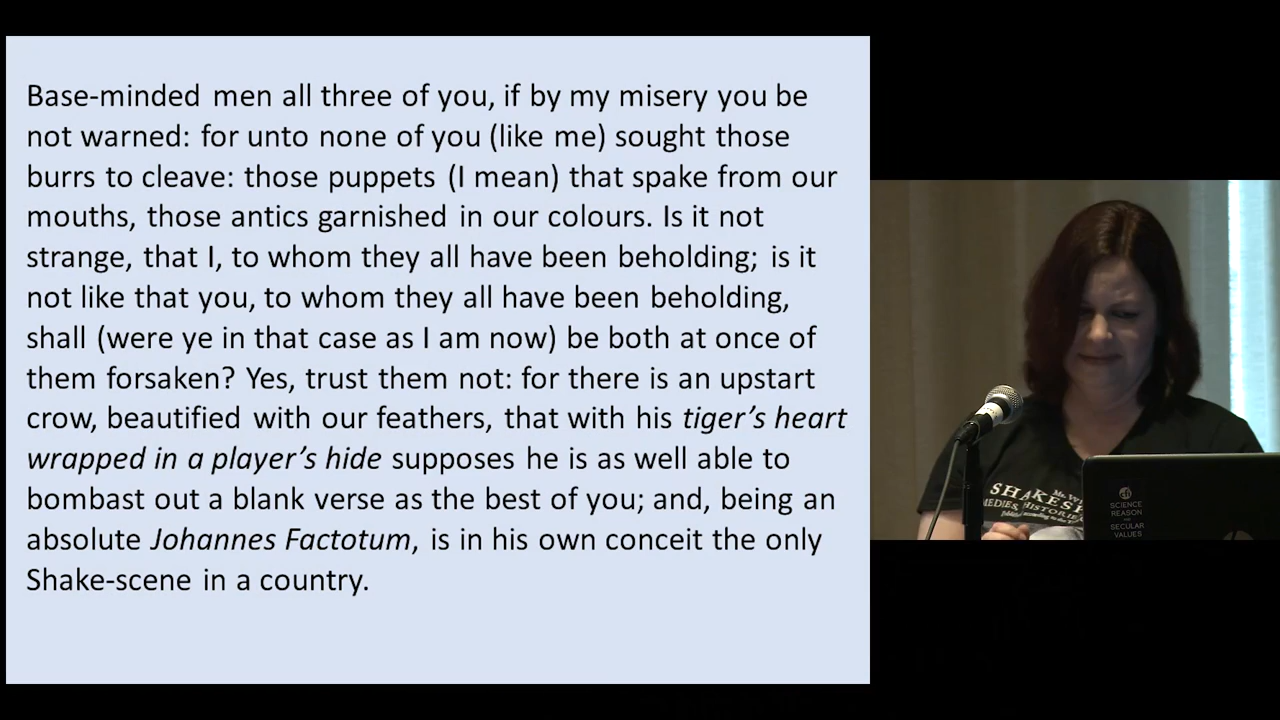 Base-minded men all three of you, if by my misery you be
not warned: for unto none of you (like me) sought those
burrs to cleave: those puppets (I mean) that spake from our
mouths, those antics garnished in our colours. Is it not
strange, that I, to whom they all have been beholding; is it
not like that you, to whom they all have been beholding,
shall (were ye in that case as I am now) be both at once of
them forsaken? Yes, trust them not: for there is an upstart
crow, beautified with our feathers, that with his tiger’s heart
wrapped in a player’s hide supposes he is as well able to
bombast out a blank verse as the best of you; and, being an
absolute Johannes Factotum, is in his own conceit the only
Shake-scene in a country.
SCIENCE
REASON
SECULAR
VALUES